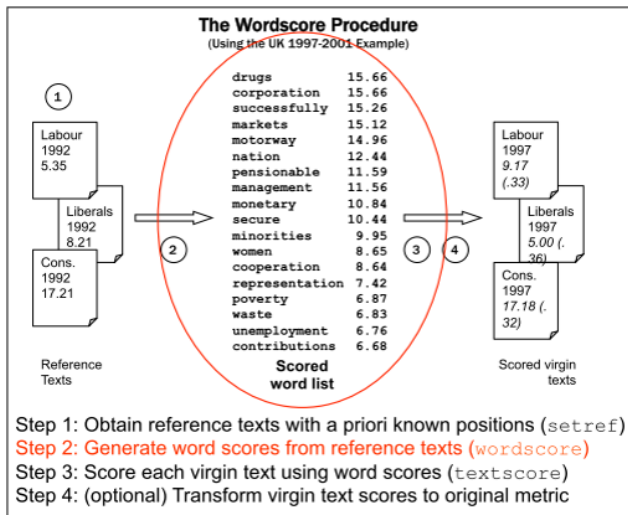 The Wordscore Procedure
(Using the UK 1997-2001 Example)
1
Labour
1992
5.35
Liberals
1992
8.21
Cons.
1992
17.21
Reference
Texts
2
drugs 15.66
corporation 15.66
successfully 15.26
markets 15.12
motorway 14.96
nation 12.44
pensionable 11.59
management 11.56
monetary 10.84
secure 10.44
minorities 9.95
women 8.65
cooperation 8.64
representation 7.42
poverty 6.87
waste 6.83
unemployment 6.76
contributions 6.68
Scored
word list
3 4
Labour
1997
9.17
(.33)
Liberals
1997
5.00 (.
36)
Cons.
1997
17.18 (.
32)
Scored virgin
texts
Step 1: Obtain reference texts with a priori known positions (setref)
Step 2: Generate word scores from reference texts (wordscore)
Step 3: Score each virgin text using word scores (textscore)
Step 4: (optional) Transform virgin text scores to original metric